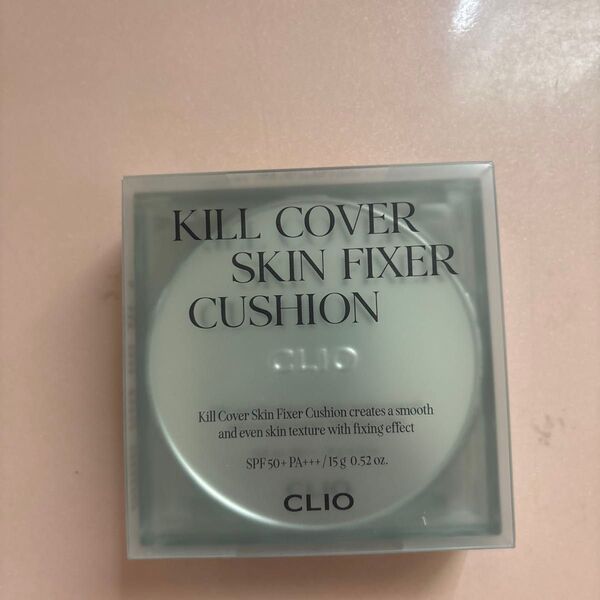 KILL COVER
SKIN FIXER
CUSHION
CLIO
Kill Cover Skin Fixer Cushion creates a smooth
and even skin texture with fixing effect
SPF 50+ PA+++ / 15 g 0.52 oz.
CLIO